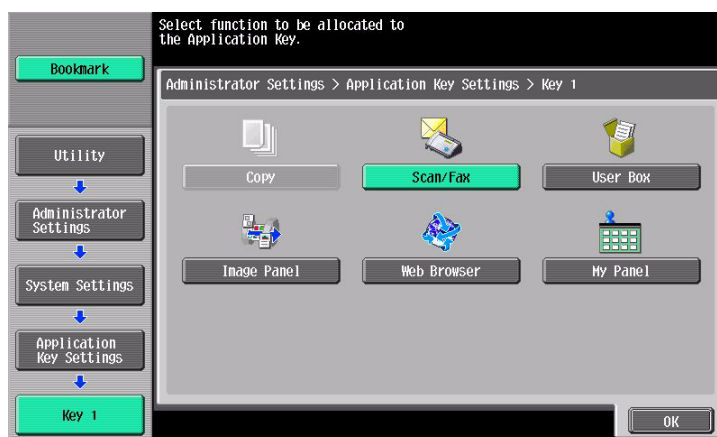 Select function to be allocated to
the Application Key.
Bookmark
Administrator Settings > Application Key Settings > Key 1
Utility
Administrator
Settings
System Settings
Application
Key Settings
Key 1
Copy
Scan/Fax
User Box
Image Panel
Web Browser
My Panel
OK